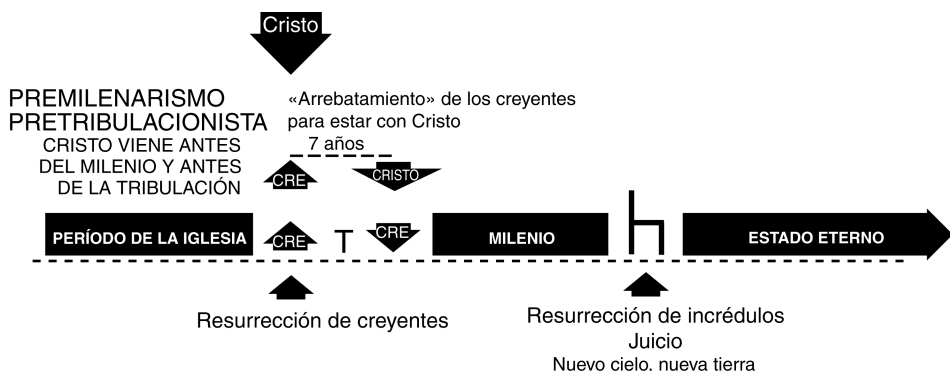 Cristo
PREMILENARISMO
PRETRIBULACIONISTA
CRISTO VIENE ANTES
DEL MILENIO Y ANTES
DE LA TRIBULACIÓN
«Arrebatamiento» de los creyentes
para estar con Cristo
7 años
CRE
CRISTO
PERÍODO DE LA IGLESIA
CRE
T
CRE
MILENIO
ESTADO ETERNO
Resurrección de creyentes
Resurrección de incrédulos
Juicio
Nuevo cielo, nueva tierra